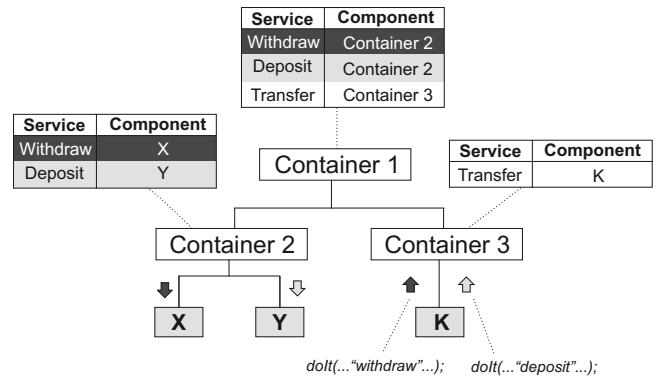 Service Component
Withdraw Container 2
Deposit Container 2
Transfer Container 3
Service Component
Withdraw X
Deposit Y
Container 1
Service Component
Transfer K
Container 2
Container 3
X
Y
K
doIt(...“withdraw”...);
doIt(...“deposit”...);